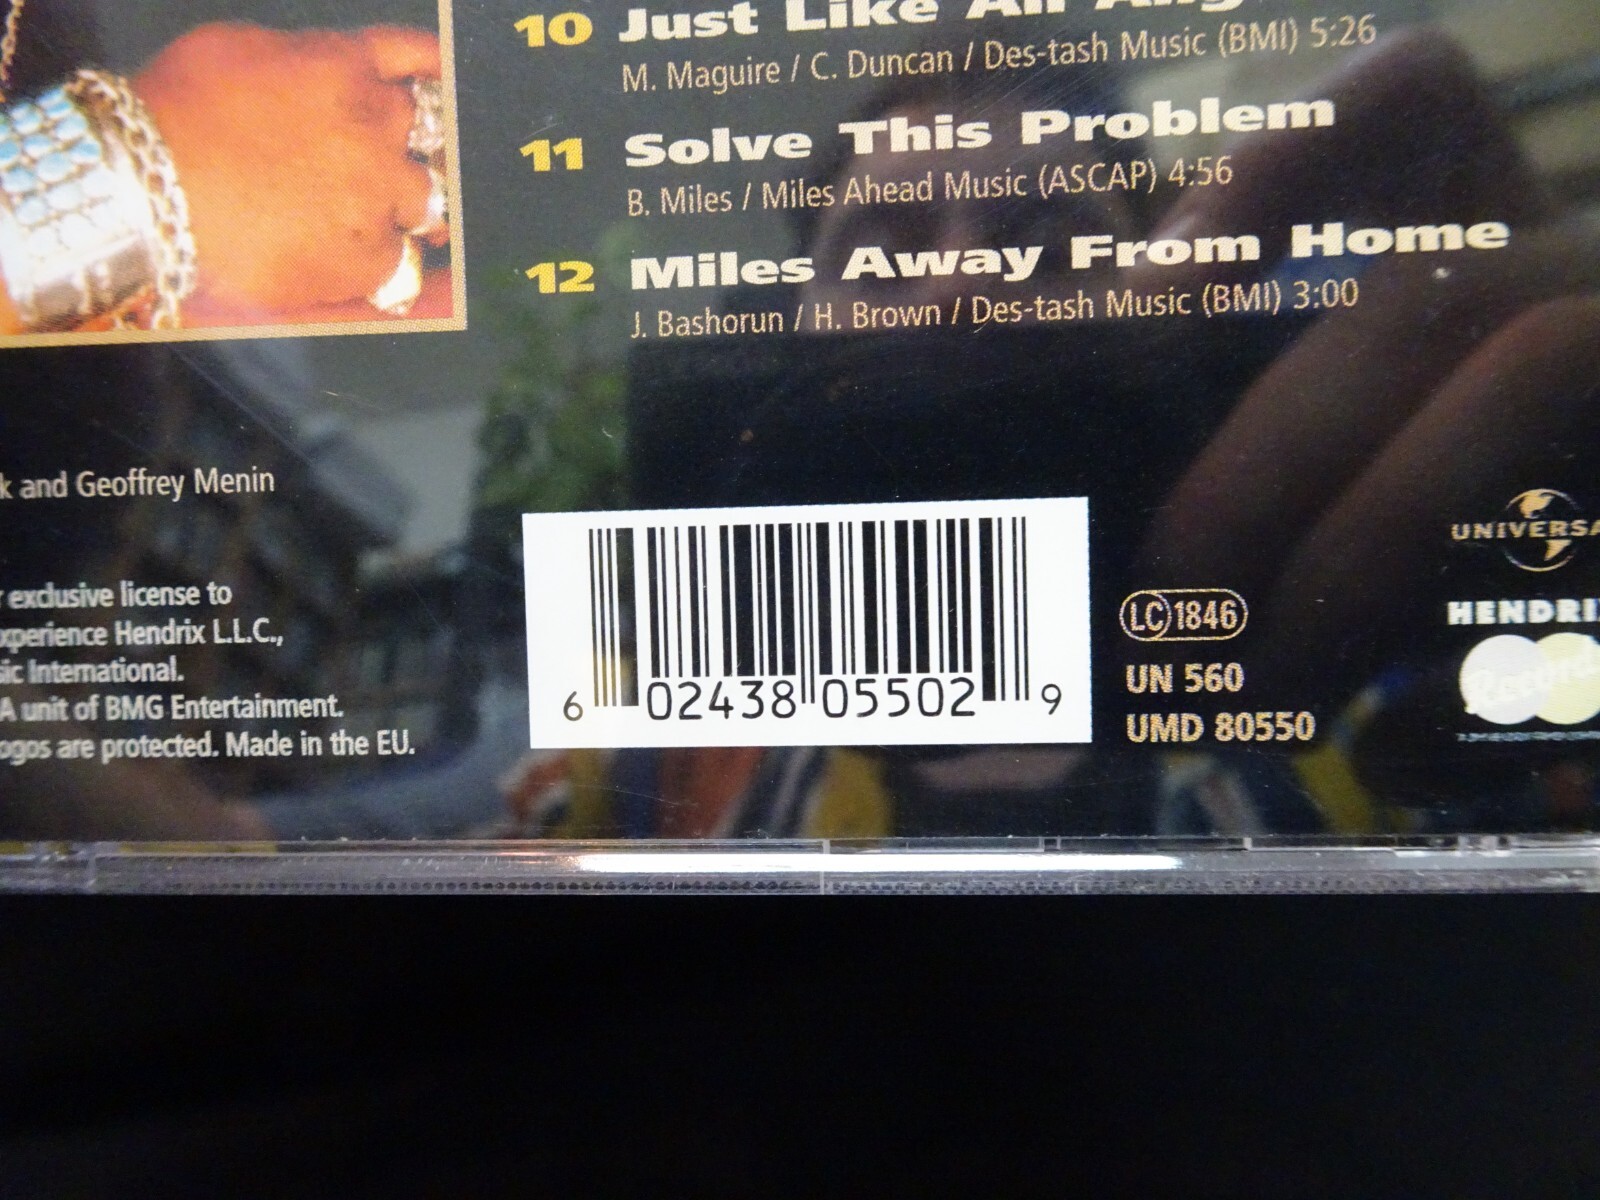 10 Just Like An
M. Maguire / C. Duncan / Des-tash Music (BMI) 5:26
11 Solve This Problem
B. Miles / Miles Ahead Music (ASCAP) 4:56
12 Miles Away From Home
J. Bashorun / H. Brown / Des-tash Music (BMI) 3:00
k and Geoffrey Menin
exclusive license to
xperience Hendrix L.L.C.,
ic International.
A unit of BMG Entertainment.
ogos are protected. Made in the EU.
6 02438 05502 9
LC 1846
UN 560
UMD 80550
UNIVERSA
HENDRIX
Records